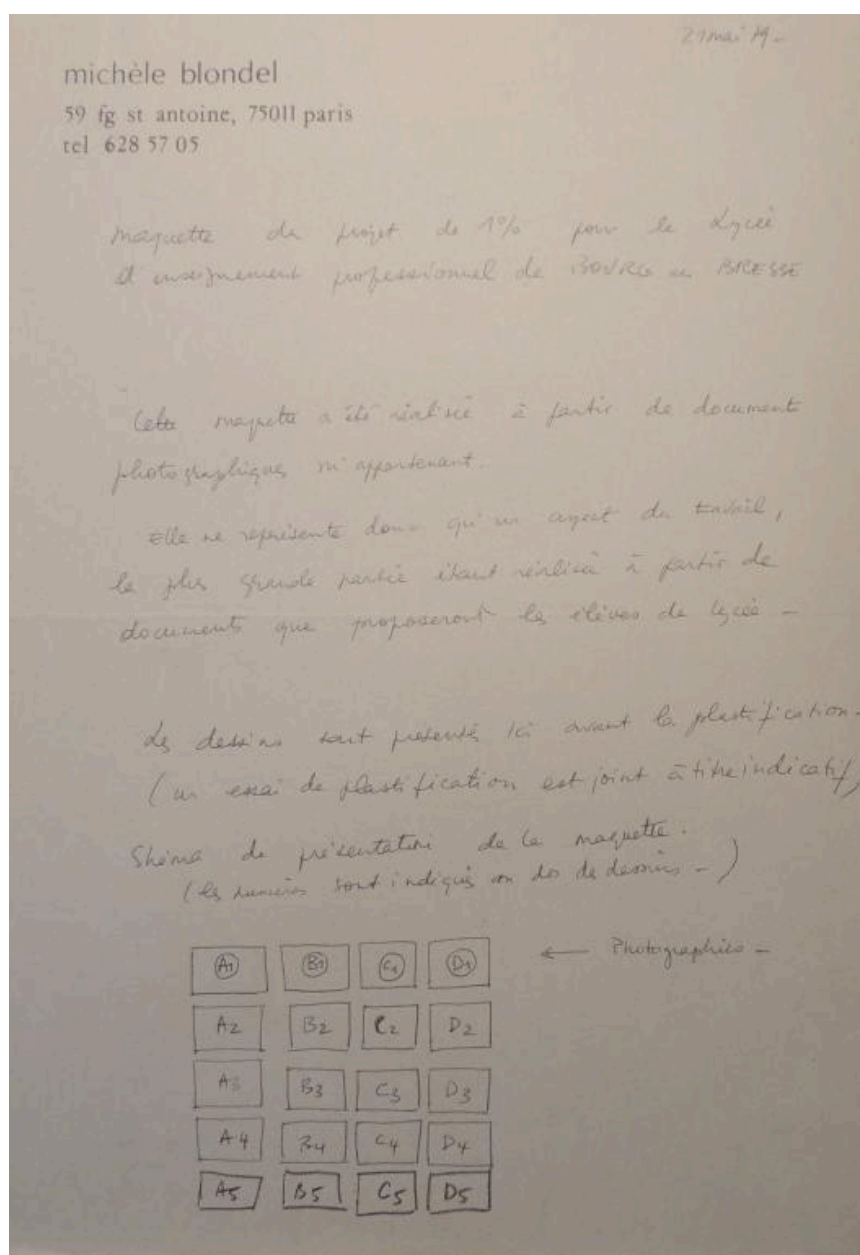 21 mai 79 -
michèle blondel
59 fg st antoine, 75011 paris
tel 628 57 05
maquette du projet de 1% pour le Lycée
d'enseignement professionnel de BOURG en BRESSE
Cette maquette a été réalisée à partir de document
photographiques m'appartenant.
Elle ne représente donc qu'un aspect du travail,
la plus grande partie étant réalisée à partir de
documents que proposeront les élèves du lycée -
Les dessins sont présentés ici avant la plastification -
(un essai de plastification est joint à titre indicatif)
Shéma de présentation de la maquette.
(les numéros sont indiqués au dos des dessins -)
A1 B1 C1 D1 ← Photographies -
A2 B2 C2 D2
A3 B3 C3 D3
A4 B4 C4 D4
A5 B5 C5 D5